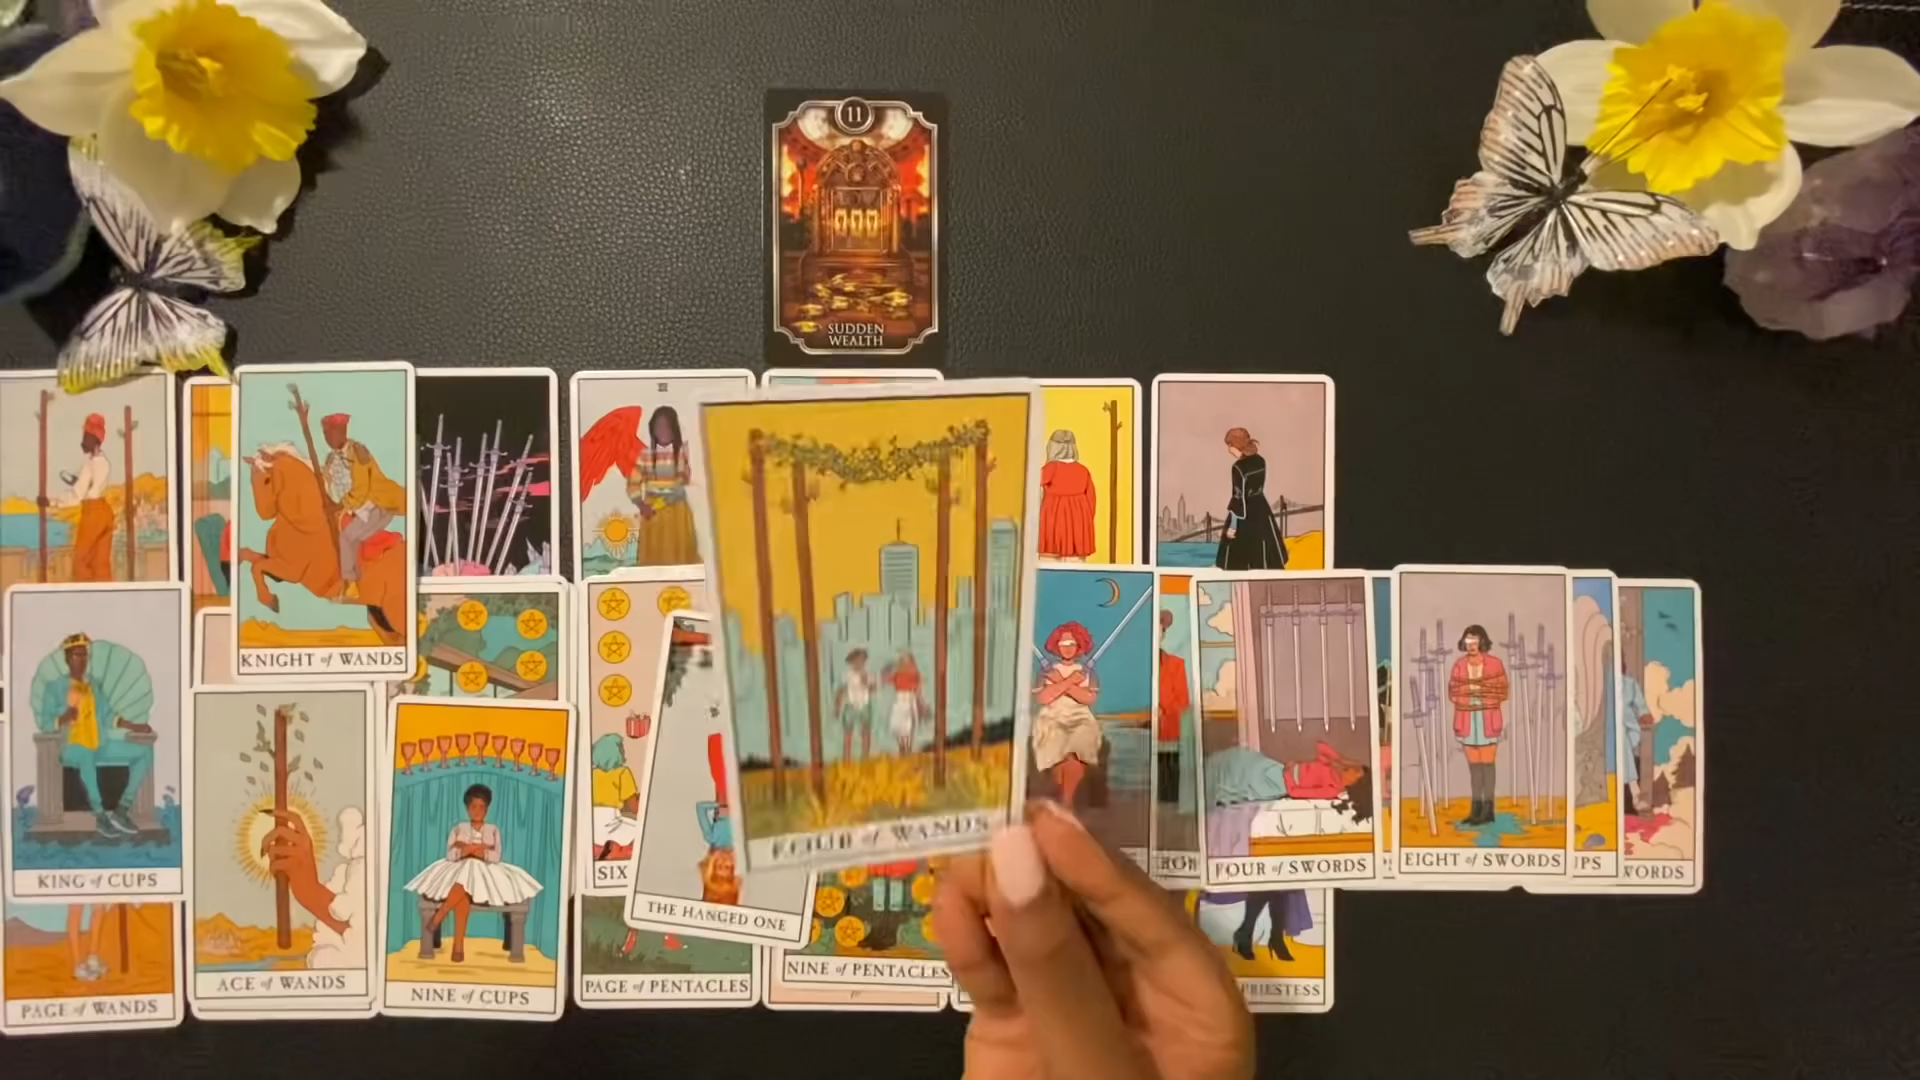 11
SUDDEN
WEALTH
KNIGHT of WANDS
FOUR of WANDS
KING of CUPS
SIX
FOUR of SWORDS
EIGHT of SWORDS
THE HANGED ONE
NINE of PENTACLES
ACE of WANDS
NINE of CUPS
PAGE of PENTACLES
PAGE of WANDS
PRIESTESS